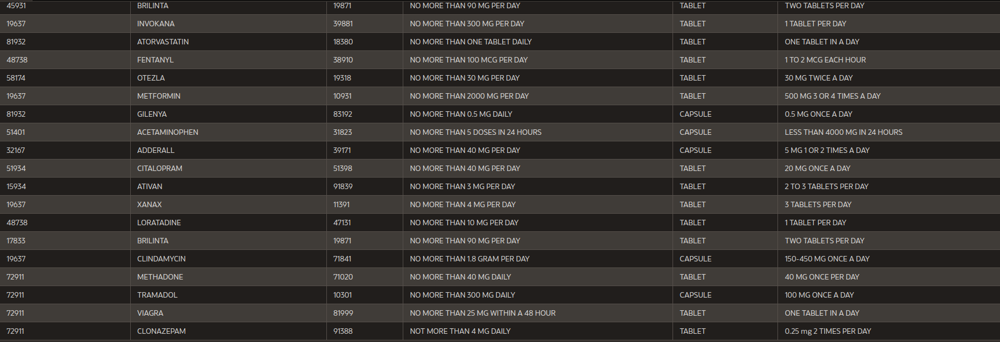 45931 BRILINTA 19871 NO MORE THAN 90 MG PER DAY TABLET TWO TABLETS PER DAY
19637 INVOKANA 39881 NO MORE THAN 300 MG PER DAY TABLET 1 TABLET PER DAY
81932 ATORVASTATIN 18380 NO MORE THAN ONE TABLET DAILY TABLET ONE TABLET IN A DAY
48738 FENTANYL 38910 NO MORE THAN 100 MCG PER DAY TABLET 1 TO 2 MCG EACH HOUR
58174 OTEZLA 19318 NO MORE THAN 30 MG PER DAY TABLET 30 MG TWICE A DAY
19637 METFORMIN 10931 NO MORE THAN 2000 MG PER DAY TABLET 500 MG 3 OR 4 TIMES A DAY
81932 GILENYA 83192 NO MORE THAN 0.5 MG DAILY CAPSULE 0.5 MG ONCE A DAY
51401 ACETAMINOPHEN 31823 NO MORE THAN 5 DOSES IN 24 HOURS CAPSULE LESS THAN 4000 MG IN 24 HOURS
32167 ADDERALL 39171 NO MORE THAN 40 MG PER DAY CAPSULE 5 MG 1 OR 2 TIMES A DAY
51934 CITALOPRAM 51398 NO MORE THAN 40 MG PER DAY TABLET 20 MG ONCE A DAY
15934 ATIVAN 91839 NO MORE THAN 3 MG PER DAY TABLET 2 TO 3 TABLETS PER DAY
19637 XANAX 11391 NO MORE THAN 4 MG PER DAY TABLET 3 TABLETS PER DAY
48738 LORATADINE 47131 NO MORE THAN 10 MG PER DAY TABLET 1 TABLET PER DAY
17833 BRILINTA 19871 NO MORE THAN 90 MG PER DAY TABLET TWO TABLETS PER DAY
19637 CLINDAMYCIN 71841 NO MORE THAN 1.8 GRAM PER DAY CAPSULE 150-450 MG ONCE A DAY
72911 METHADONE 71020 NO MORE THAN 40 MG DAILY TABLET 40 MG ONCE PER DAY
72911 TRAMADOL 10301 NO MORE THAN 300 MG DAILY CAPSULE 100 MG ONCE A DAY
72911 VIAGRA 81999 NO MORE THAN 25 MG WITHIN A 48 HOUR TABLET ONE TABLET IN A DAY
72911 CLONAZEPAM 91388 NOT MORE THAN 4 MG DAILY TABLET 0.25 mg 2 TIMES PER DAY